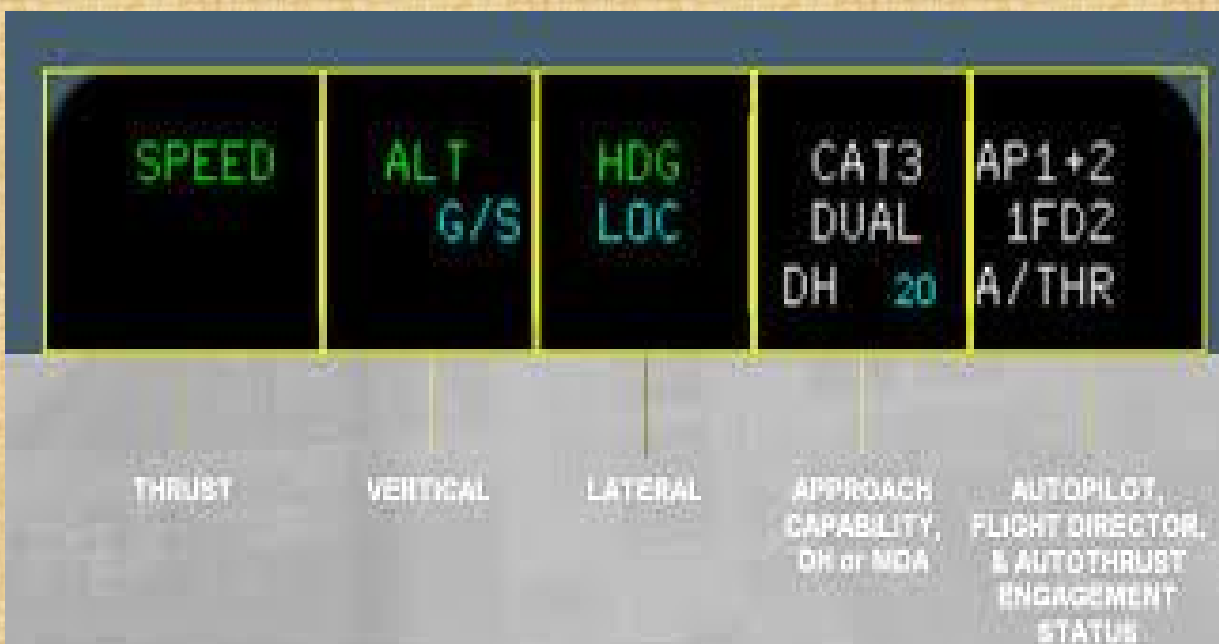 SPEED ALT HDG CAT3 AP1+2
G/S LOC DUAL 1FD2
DH 20 A/THR
THRUST VERTICAL LATERAL APPROACH AUTOPILOT,
CAPABILITY, FLIGHT DIRECTOR,
DH or MDA & AUTOTHRUST
ENGAGEMENT
STATUS